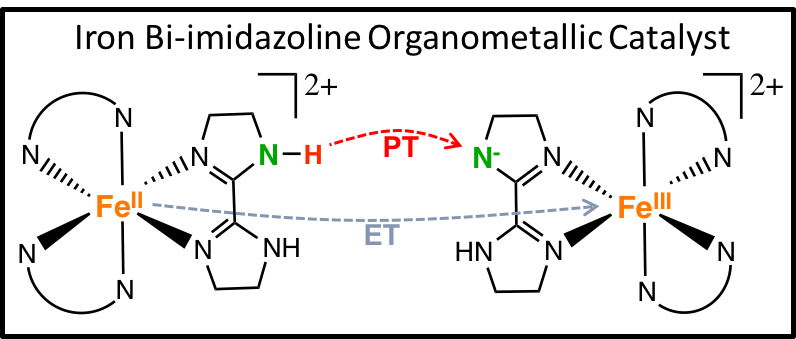 Iron Bi-imidazoline Organometallic Catalyst
2+
2+
N
N
N
N
N
N-H
N
NH
Fe^II
PT
ET
N^-
N
HN
N
Fe^III
N
N
N
N